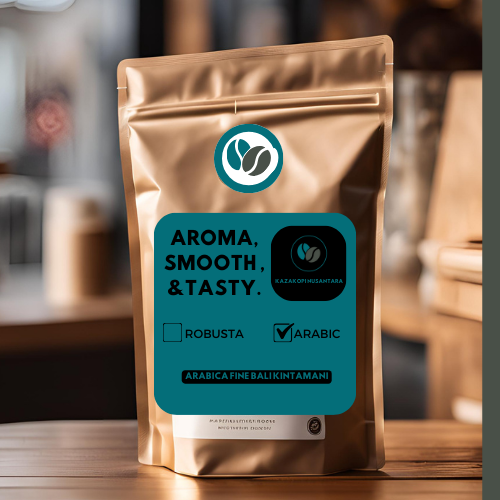 AROMA,
SMOOTH,
&TASTY.
KAZAKOPI NUSANTARA
ROBUSTA
ARABIC
ARABICA FINE BALI KINTAMANI